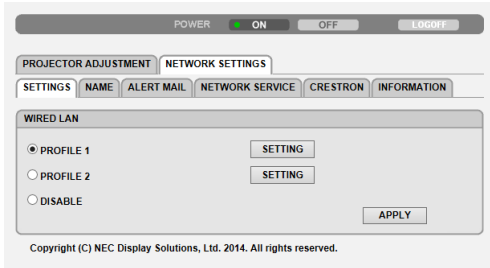 POWER ON OFF LOGOFF
PROJECTOR ADJUSTMENT NETWORK SETTINGS
SETTINGS NAME ALERT MAIL NETWORK SERVICE CRESTRON INFORMATION
WIRED LAN
PROFILE 1 SETTING
PROFILE 2 SETTING
DISABLE
APPLY
Copyright (C) NEC Display Solutions, Ltd. 2014. All rights reserved.